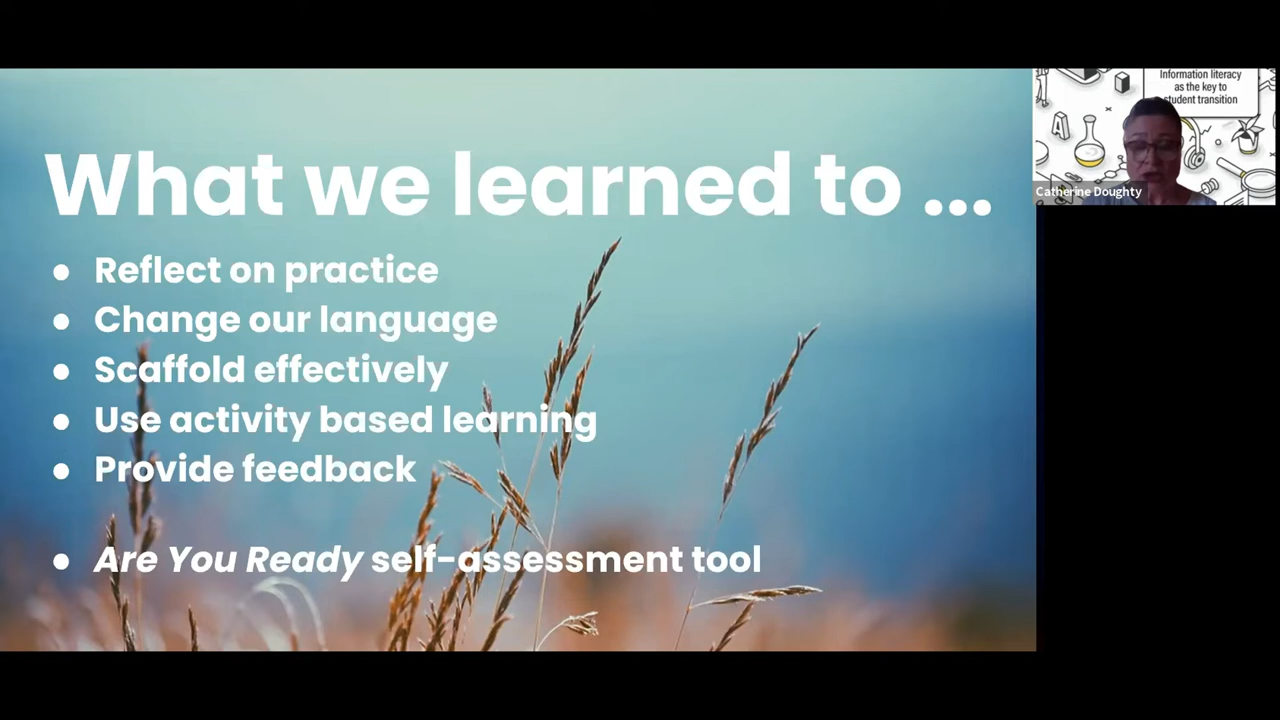 What we learned to ...
● Reflect on practice
● Change our language
● Scaffold effectively
● Use activity based learning
● Provide feedback
● Are You Ready self-assessment tool
Information literacy
as the key to
student transition
Catherine Doughty